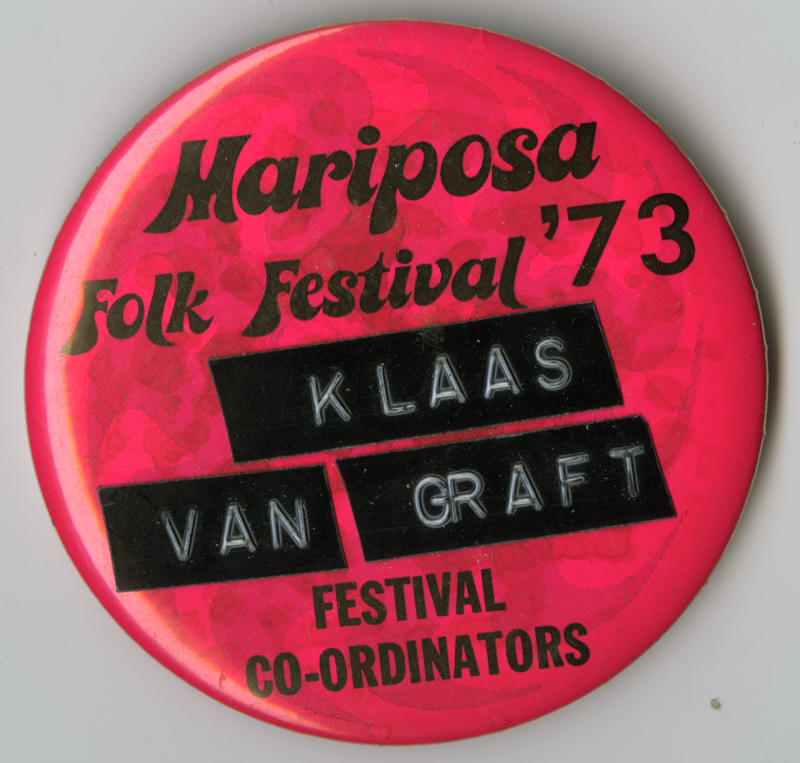 Mariposa
Folk Festival '73
KLAAS
VAN GRAFT
FESTIVAL
CO-ORDINATORS